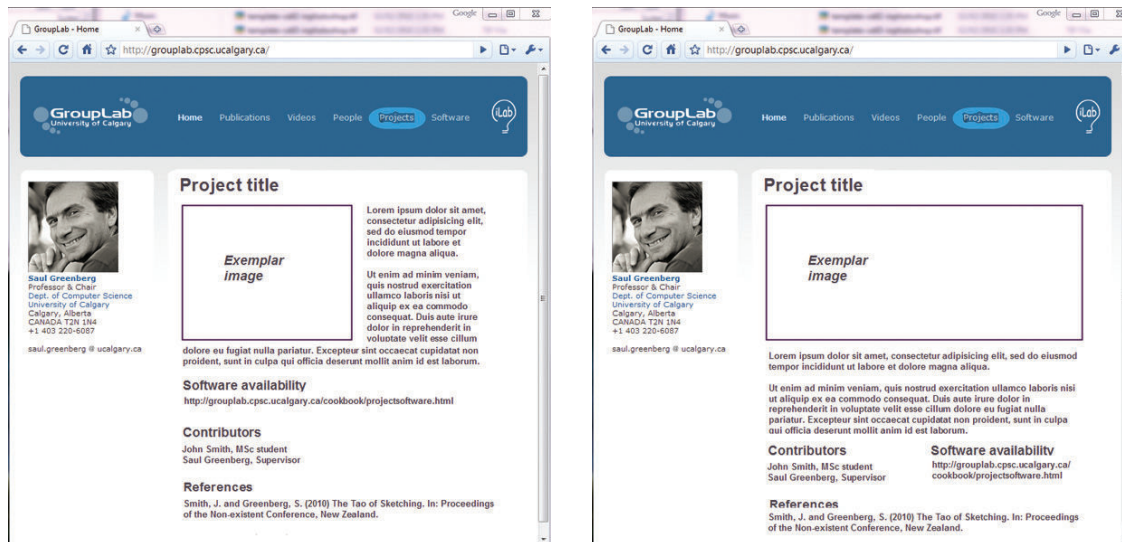 Google
GroupLab - Home
http://grouplab.cpsc.ucalgary.ca/
GroupLab
University of Calgary
Home Publications Videos People Projects Software
iLab
Project title
Exemplar
image
Lorem ipsum dolor sit amet,
consectetur adipisicing elit,
sed do eiusmod tempor
incididunt ut labore et
dolore magna aliqua.
Ut enim ad minim veniam,
quis nostrud exercitation
ullamco laboris nisi ut
aliquip ex ea commodo
consequat. Duis aute irure
dolor in reprehenderit in
voluptate velit esse cillum
dolore eu fugiat nulla pariatur. Excepteur sint occaecat cupidatat non
proident, sunt in culpa qui officia deserunt mollit anim id est laborum.
Saul Greenberg
Professor & Chair
Dept. of Computer Science
University of Calgary
Calgary, Alberta
CANADA T2N 1N4
+1 403 220-6087
saul.greenberg @ ucalgary.ca
Software availability
http://grouplab.cpsc.ucalgary.ca/cookbook/projectsoftware.html
Contributors
John Smith, MSc student
Saul Greenberg, Supervisor
References
Smith, J. and Greenberg, S. (2010) The Tao of Sketching. In: Proceedings
of the Non-existent Conference, New Zealand.
Google
GroupLab - Home
http://grouplab.cpsc.ucalgary.ca/
GroupLab
University of Calgary
Home Publications Videos People Projects Software
iLab
Project title
Exemplar
image
Saul Greenberg
Professor & Chair
Dept. of Computer Science
University of Calgary
Calgary, Alberta
CANADA T2N 1N4
+1 403 220-6087
saul.greenberg @ ucalgary.ca
Lorem ipsum dolor sit amet, consectetur adipisicing elit, sed do eiusmod
tempor incididunt ut labore et dolore magna aliqua.
Ut enim ad minim veniam, quis nostrud exercitation ullamco laboris nisi
ut aliquip ex ea commodo consequat. Duis aute irure dolor in
reprehenderit in voluptate velit esse cillum dolore eu fugiat nulla
pariatur. Excepteur sint occaecat cupidatat non proident, sunt in culpa
qui officia deserunt mollit anim id est laborum.
Contributors
John Smith, MSc student
Saul Greenberg, Supervisor
Software availability
http://grouplab.cpsc.ucalgary.ca/
cookbook/projectsoftware.html
References
Smith, J. and Greenberg, S. (2010) The Tao of Sketching. In: Proceedings
of the Non-existent Conference, New Zealand.